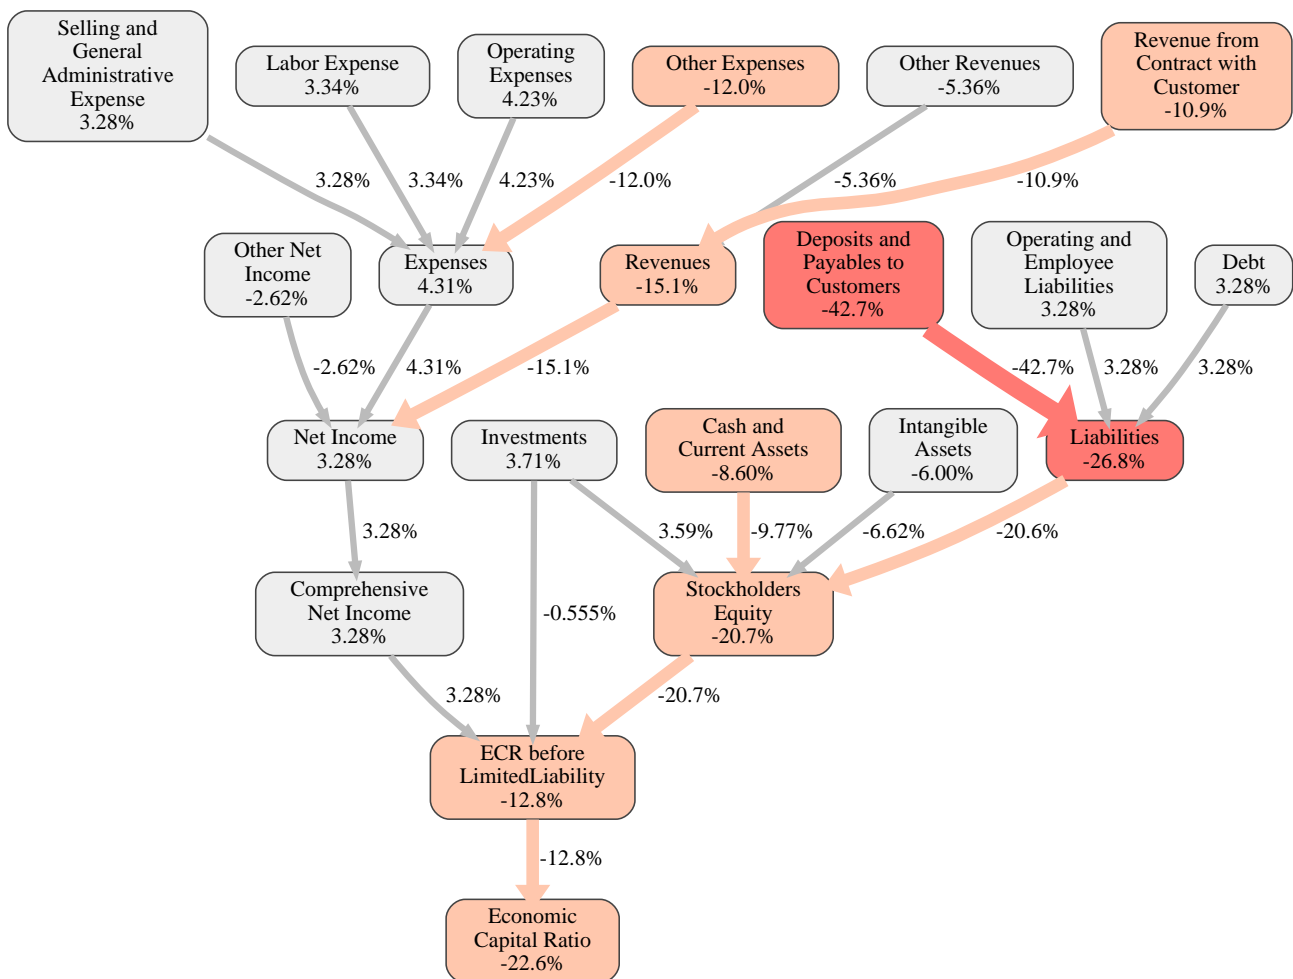 Selling and
General
Administrative
Expense
3.28%
Labor Expense
3.34%
Operating
Expenses
4.23%
Other Expenses
-12.0%
Other Revenues
-5.36%
Revenue from
Contract with
Customer
-10.9%
3.28%
3.34%
4.23%
-12.0%
-5.36%
-10.9%
Other Net
Income
-2.62%
Expenses
4.31%
Revenues
-15.1%
Deposits and
Payables to
Customers
-42.7%
Operating and
Employee
Liabilities
3.28%
Debt
3.28%
-2.62%
4.31%
-15.1%
-42.7%
3.28%
3.28%
Net Income
3.28%
Investments
3.71%
Cash and
Current Assets
-8.60%
Intangible
Assets
-6.00%
Liabilities
-26.8%
3.28%
3.59%
-9.77%
-6.62%
-20.6%
Comprehensive
Net Income
3.28%
-0.555%
Stockholders
Equity
-20.7%
3.28%
-20.7%
ECR before
LimitedLiability
-12.8%
-12.8%
Economic
Capital Ratio
-22.6%